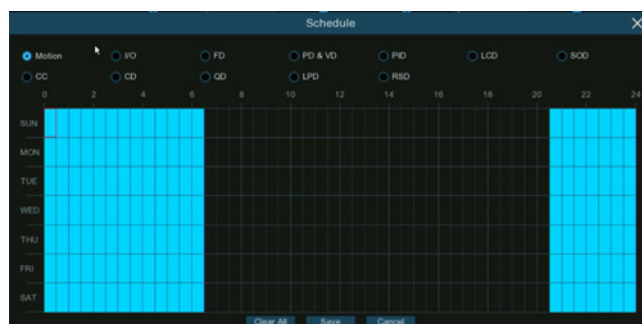 Schedule
Motion I/O FD PD & VD PID LCD SOD
CC CD QD LPD RSD
0 2 4 6 8 10 12 14 16 18 20 22 24
SUN
MON
TUE
WED
THU
FRI
SAT
Clear All Save Cancel